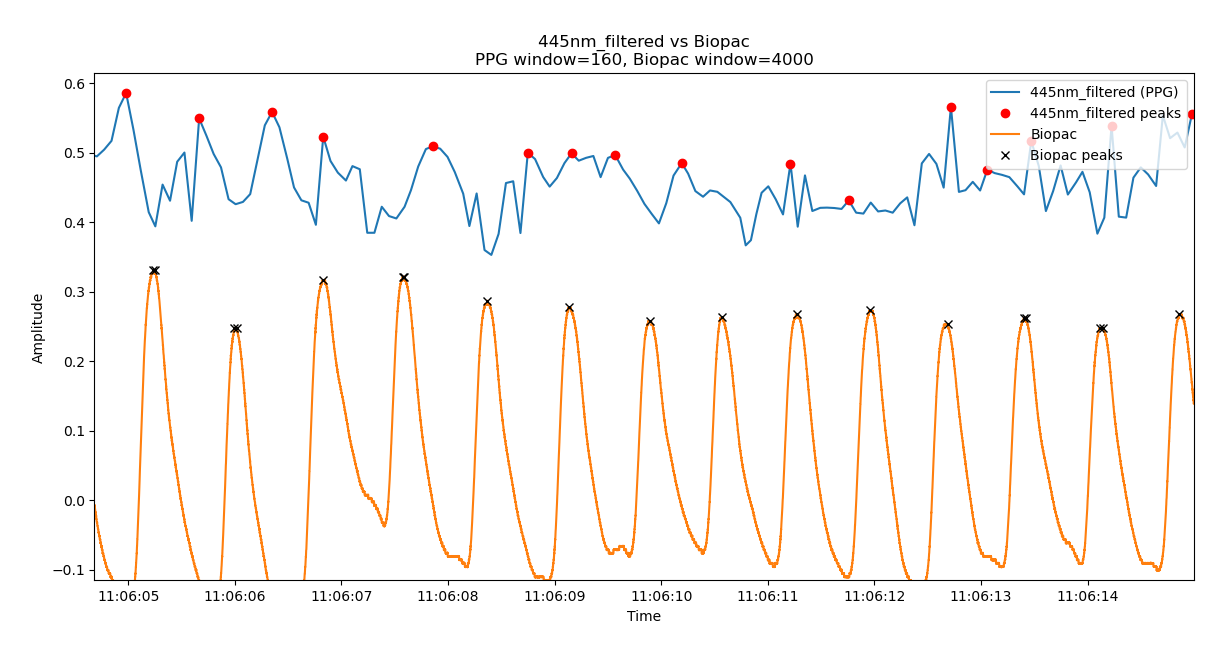 445nm_filtered vs Biopac
PPG window=160, Biopac window=4000
445nm_filtered (PPG)
445nm_filtered peaks
Biopac
Biopac peaks
Amplitude
0.6
0.5
0.4
0.3
0.2
0.1
0.0
−0.1
11:06:05 11:06:06 11:06:07 11:06:08 11:06:09 11:06:10 11:06:11 11:06:12 11:06:13 11:06:14
Time